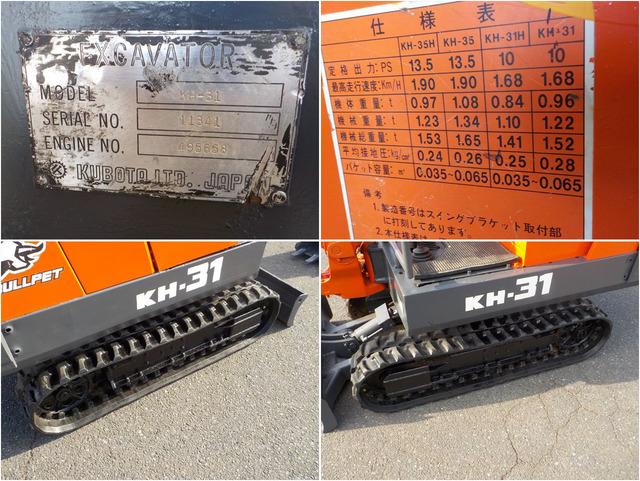 EXCAVATOR
MODEL KH-31
SERIAL NO. 11341
ENGINE NO. 495658
KUBOTA LTD. JAPAN
仕様表
KH-35H KH-35 KH-31H KH-31
定格出力:PS 13.5 13.5 10 10
最高走行速度:Km/H 1.90 1.90 1.68 1.68
機体重量:t 0.97 1.08 0.84 0.96
機械重量:t 1.23 1.34 1.10 1.22
機械総重量:t 1.53 1.65 1.41 1.52
平均接地圧:kg/cm² 0.24 0.26 0.25 0.28
バケット容量:m³ 0.035~0.065 0.035~0.065
備考
1.製造番号はスイングブラケット取付部
に打刻してあります。
2.本仕様表は
BULLPET
KH-31
KH-31